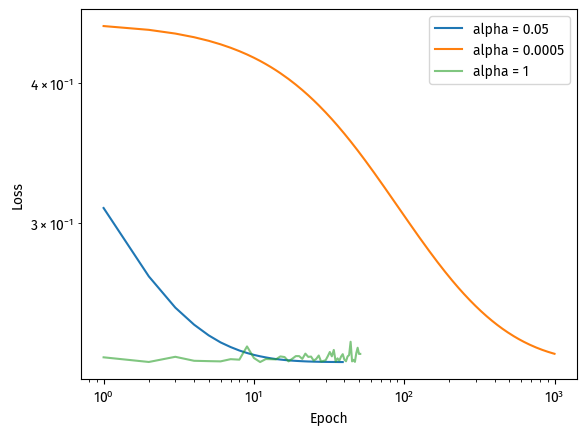 alpha = 0.05
alpha = 0.0005
alpha = 1
4 × 10⁻¹
3 × 10⁻¹
Loss
10⁰ 10¹ 10² 10³
Epoch